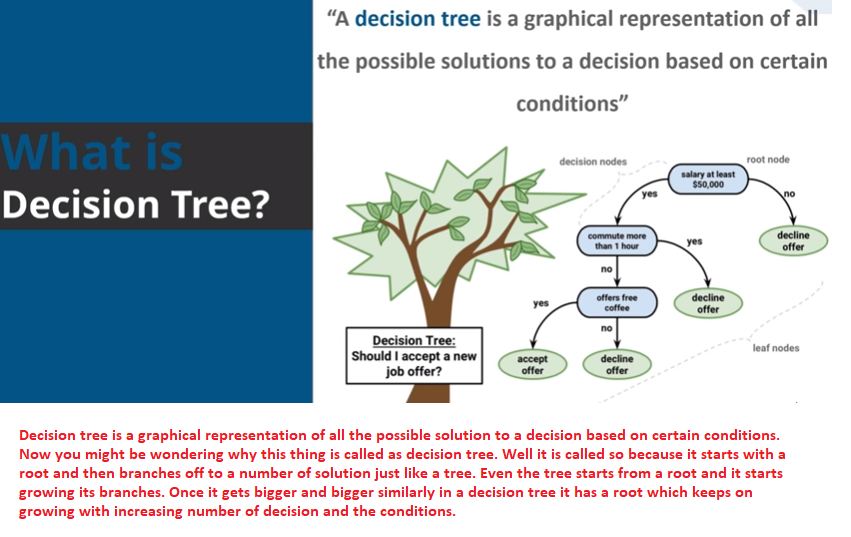 “A decision tree is a graphical representation of all
the possible solutions to a decision based on certain
conditions”
What is
Decision Tree?
decision nodes
root node
salary at least
$50,000
yes
no
commute more
than 1 hour
yes
decline
offer
no
yes
offers free
coffee
decline
offer
no
Decision Tree:
Should I accept a new
job offer?
accept
offer
decline
offer
leaf nodes
Decision tree is a graphical representation of all the possible solution to a decision based on certain conditions.
Now you might be wondering why this thing is called as decision tree. Well it is called so because it starts with a
root and then branches off to a number of solution just like a tree. Even the tree starts from a root and it starts
growing its branches. Once it gets bigger and bigger similarly in a decision tree it has a root which keeps on
growing with increasing number of decision and the conditions.